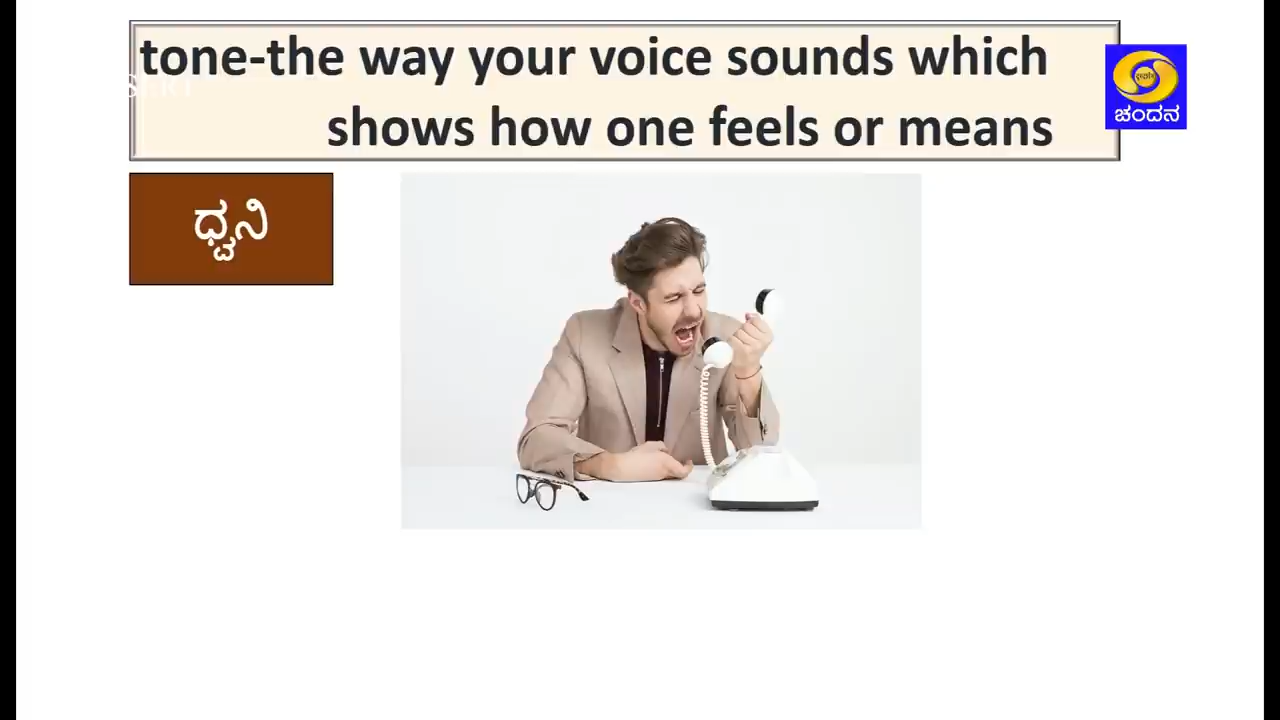 tone-the way your voice sounds which
shows how one feels or means
ಧ್ವನಿ
ಚಂದನ